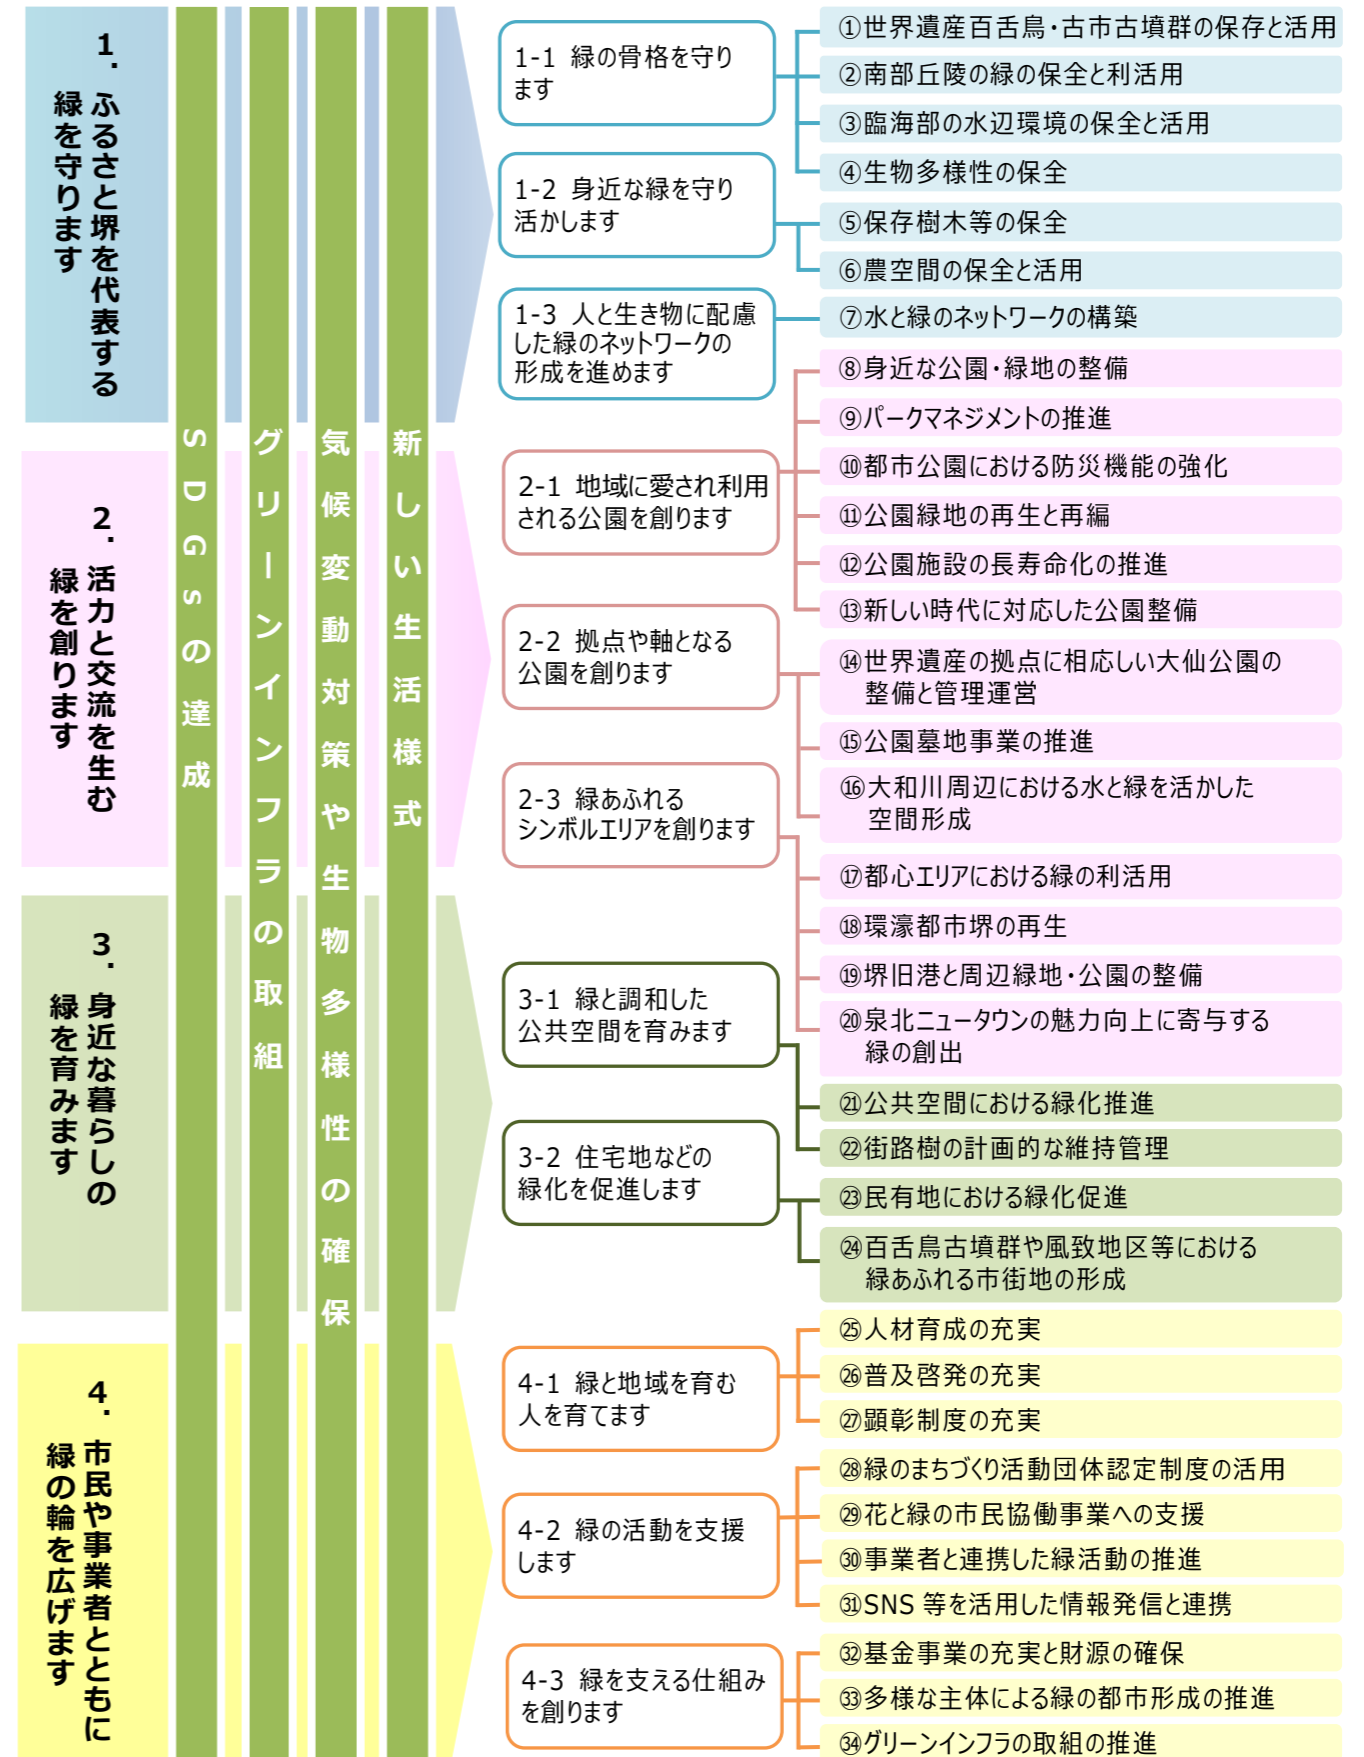 1. ふるさと堺を代表する
緑を守ります
2. 活力と交流を生む
緑を創ります
3. 身近な暮らしの
緑を育みます
4. 市民や事業者とともに
緑の輪を広げます
SDGsの達成
グリーンインフラの取組
気候変動対策や生物多様性の確保
新しい生活様式
1-1 緑の骨格を守り
ます
1-2 身近な緑を守り
活かします
1-3 人と生き物に配慮
した緑のネットワークの
形成を進めます
2-1 地域に愛され利用
される公園を創ります
2-2 拠点や軸となる
公園を創ります
2-3 緑あふれる
シンボルエリアを創ります
3-1 緑と調和した
公共空間を育みます
3-2 住宅地などの
緑化を促進します
4-1 緑と地域を育む
人を育てます
4-2 緑の活動を支援
します
4-3 緑を支える仕組み
を創ります
①世界遺産百舌鳥・古市古墳群の保存と活用
②南部丘陵の緑の保全と利活用
③臨海部の水辺環境の保全と活用
④生物多様性の保全
⑤保存樹木等の保全
⑥農空間の保全と活用
⑦水と緑のネットワークの構築
⑧身近な公園・緑地の整備
⑨パークマネジメントの推進
⑩都市公園における防災機能の強化
⑪公園緑地の再生と再編
⑫公園施設の長寿命化の推進
⑬新しい時代に対応した公園整備
⑭世界遺産の拠点に相応しい大仙公園の
整備と管理運営
⑮公園墓地事業の推進
⑯大和川周辺における水と緑を活かした
空間形成
⑰都心エリアにおける緑の利活用
⑱環濠都市堺の再生
⑲堺旧港と周辺緑地・公園の整備
⑳泉北ニュータウンの魅力向上に寄与する
緑の創出
㉑公共空間における緑化推進
㉒街路樹の計画的な維持管理
㉓民有地における緑化促進
㉔百舌鳥古墳群や風致地区等における
緑あふれる市街地の形成
㉕人材育成の充実
㉖普及啓発の充実
㉗顕彰制度の充実
㉘緑のまちづくり活動団体認定制度の活用
㉙花と緑の市民協働事業への支援
㉚事業者と連携した緑活動の推進
㉛SNS 等を活用した情報発信と連携
㉜基金事業の充実と財源の確保
㉝多様な主体による緑の都市形成の推進
㉞グリーンインフラの取組の推進